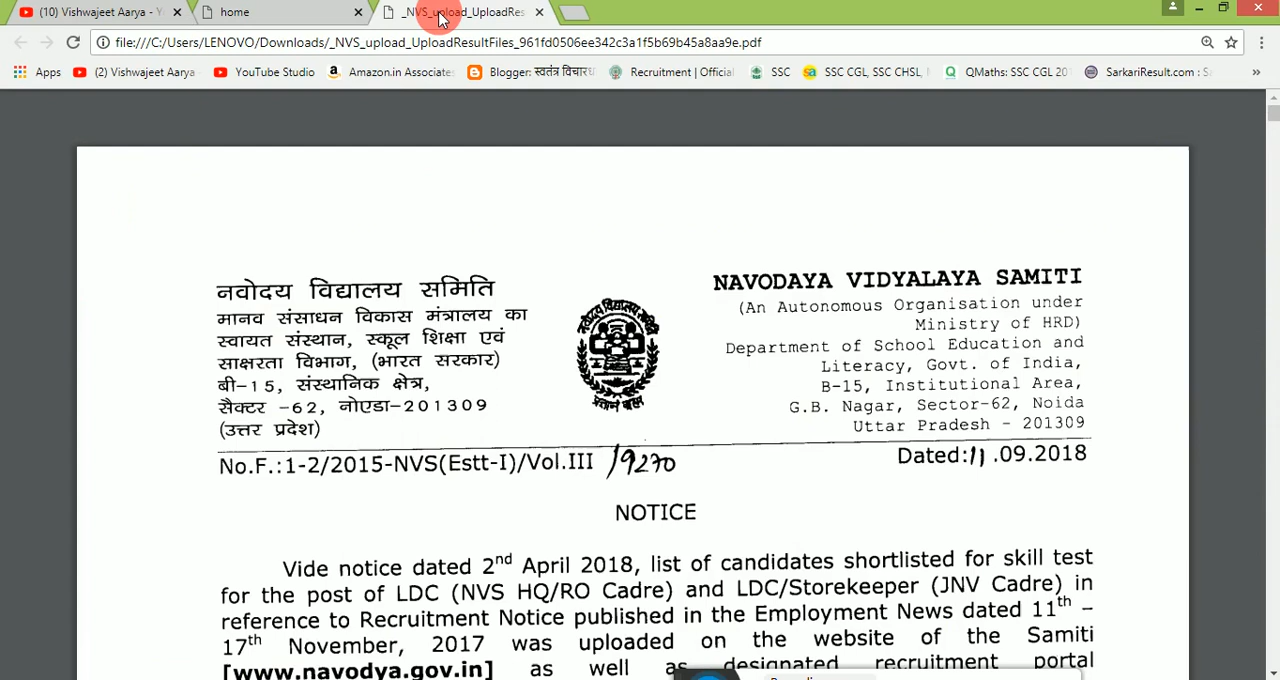 (10) Vishwajeet Aarya - Y
home
_NVS_upload_UploadRes
file:///C:/Users/LENOVO/Downloads/_NVS_upload_UploadResultFiles_961fd0506ee342c3a1f5b69b45a8aa9e.pdf
Apps
(2) Vishwajeet Aarya
YouTube Studio
Amazon.in Associate
Blogger: स्वतंत्र विचार
Recruitment | Official
SSC
SSC CGL, SSC CHSL,
QMaths: SSC CGL 201
SarkariResult.com : Sa
»
नवोदय विद्यालय समिति
मानव संसाधन विकास मंत्रालय का
स्वायत संस्थान, स्कूल शिक्षा एवं
साक्षरता विभाग, (भारत सरकार)
बी-15, संस्थानिक क्षेत्र,
सैक्टर -62, नोएडा-201309
(उत्तर प्रदेश)
NAVODAYA VIDYALAYA SAMITI
(An Autonomous Organisation under
Ministry of HRD)
Department of School Education and
Literacy, Govt. of India,
B-15, Institutional Area,
G.B. Nagar, Sector-62, Noida
Uttar Pradesh - 201309
No.F.:1-2/2015-NVS(Estt-I)/Vol.III /9270
Dated:11.09.2018
NOTICE
Vide notice dated 2nd April 2018, list of candidates shortlisted for skill test
for the post of LDC (NVS HQ/RO Cadre) and LDC/Storekeeper (JNV Cadre) in
reference to Recruitment Notice published in the Employment News dated 11th –
17th November, 2017 was uploaded on the website of the Samiti
[www.navodya.gov.in] as well as designated recruitment portal